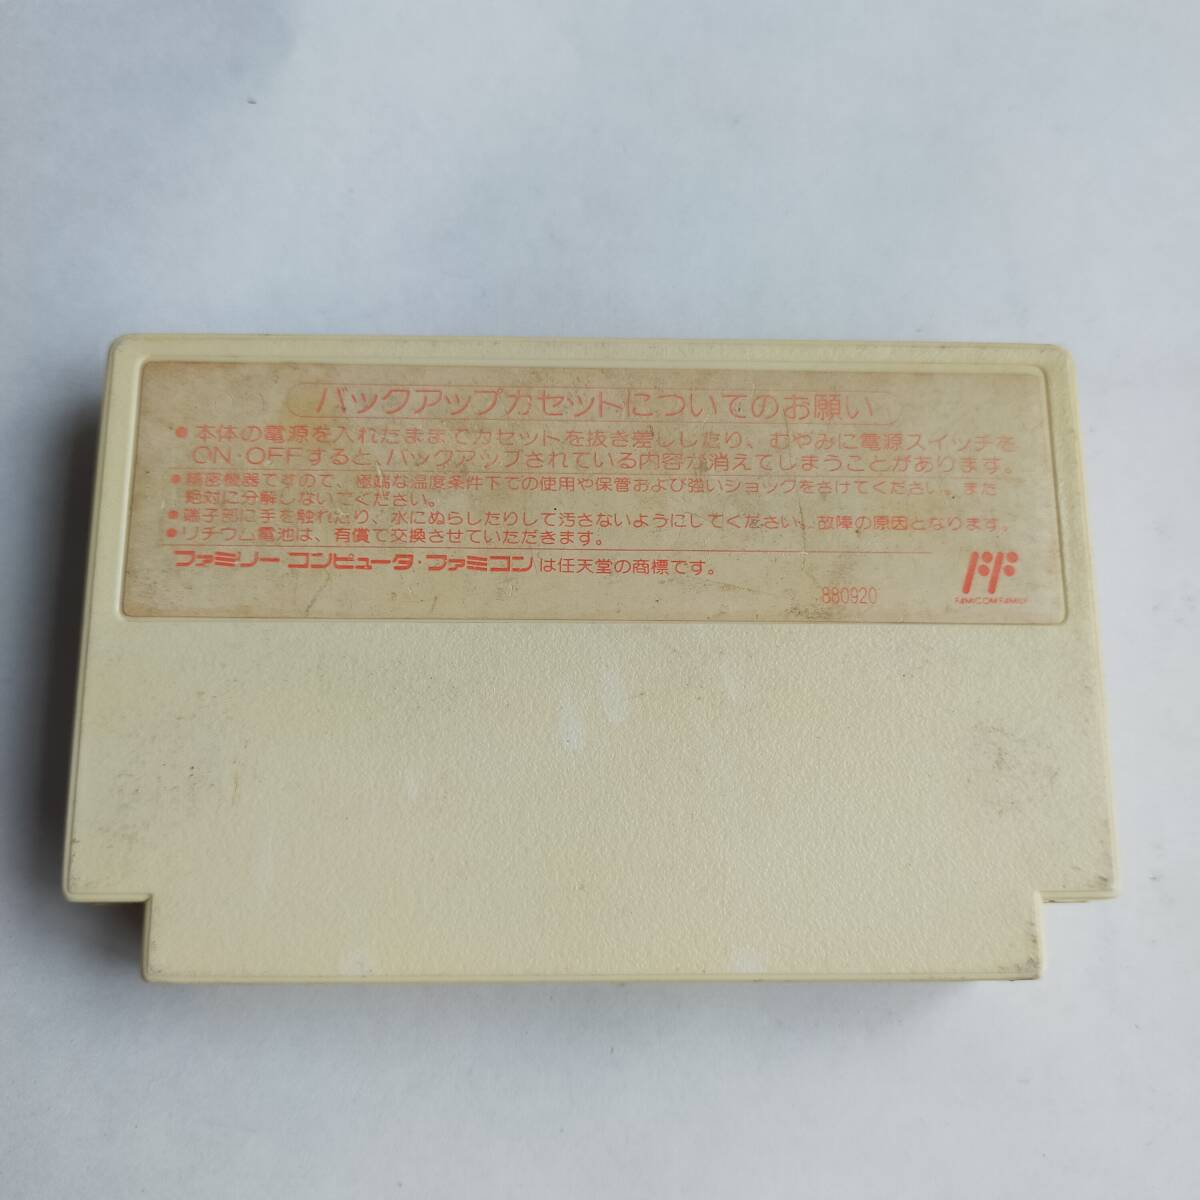 バックアップカセットについてのお願い
●本体の電源を入れたままでカセットを抜き差ししたり、むやみに電源スイッチを
ON・OFFすると、バックアップされている内容が消えてしまうことがあります。
●精密機器ですので、極端な温度条件下での使用や保管および強いショックをさけてください。また
絶対に分解しないでください。
●端子部に手を触れたり、水にぬらしたりして汚さないようにしてください。故障の原因となります。
●リチウム電池は、有償で交換させていただきます。
ファミリーコンピュータ・ファミコンは任天堂の商標です。
880920
FAMICOM FAMILY